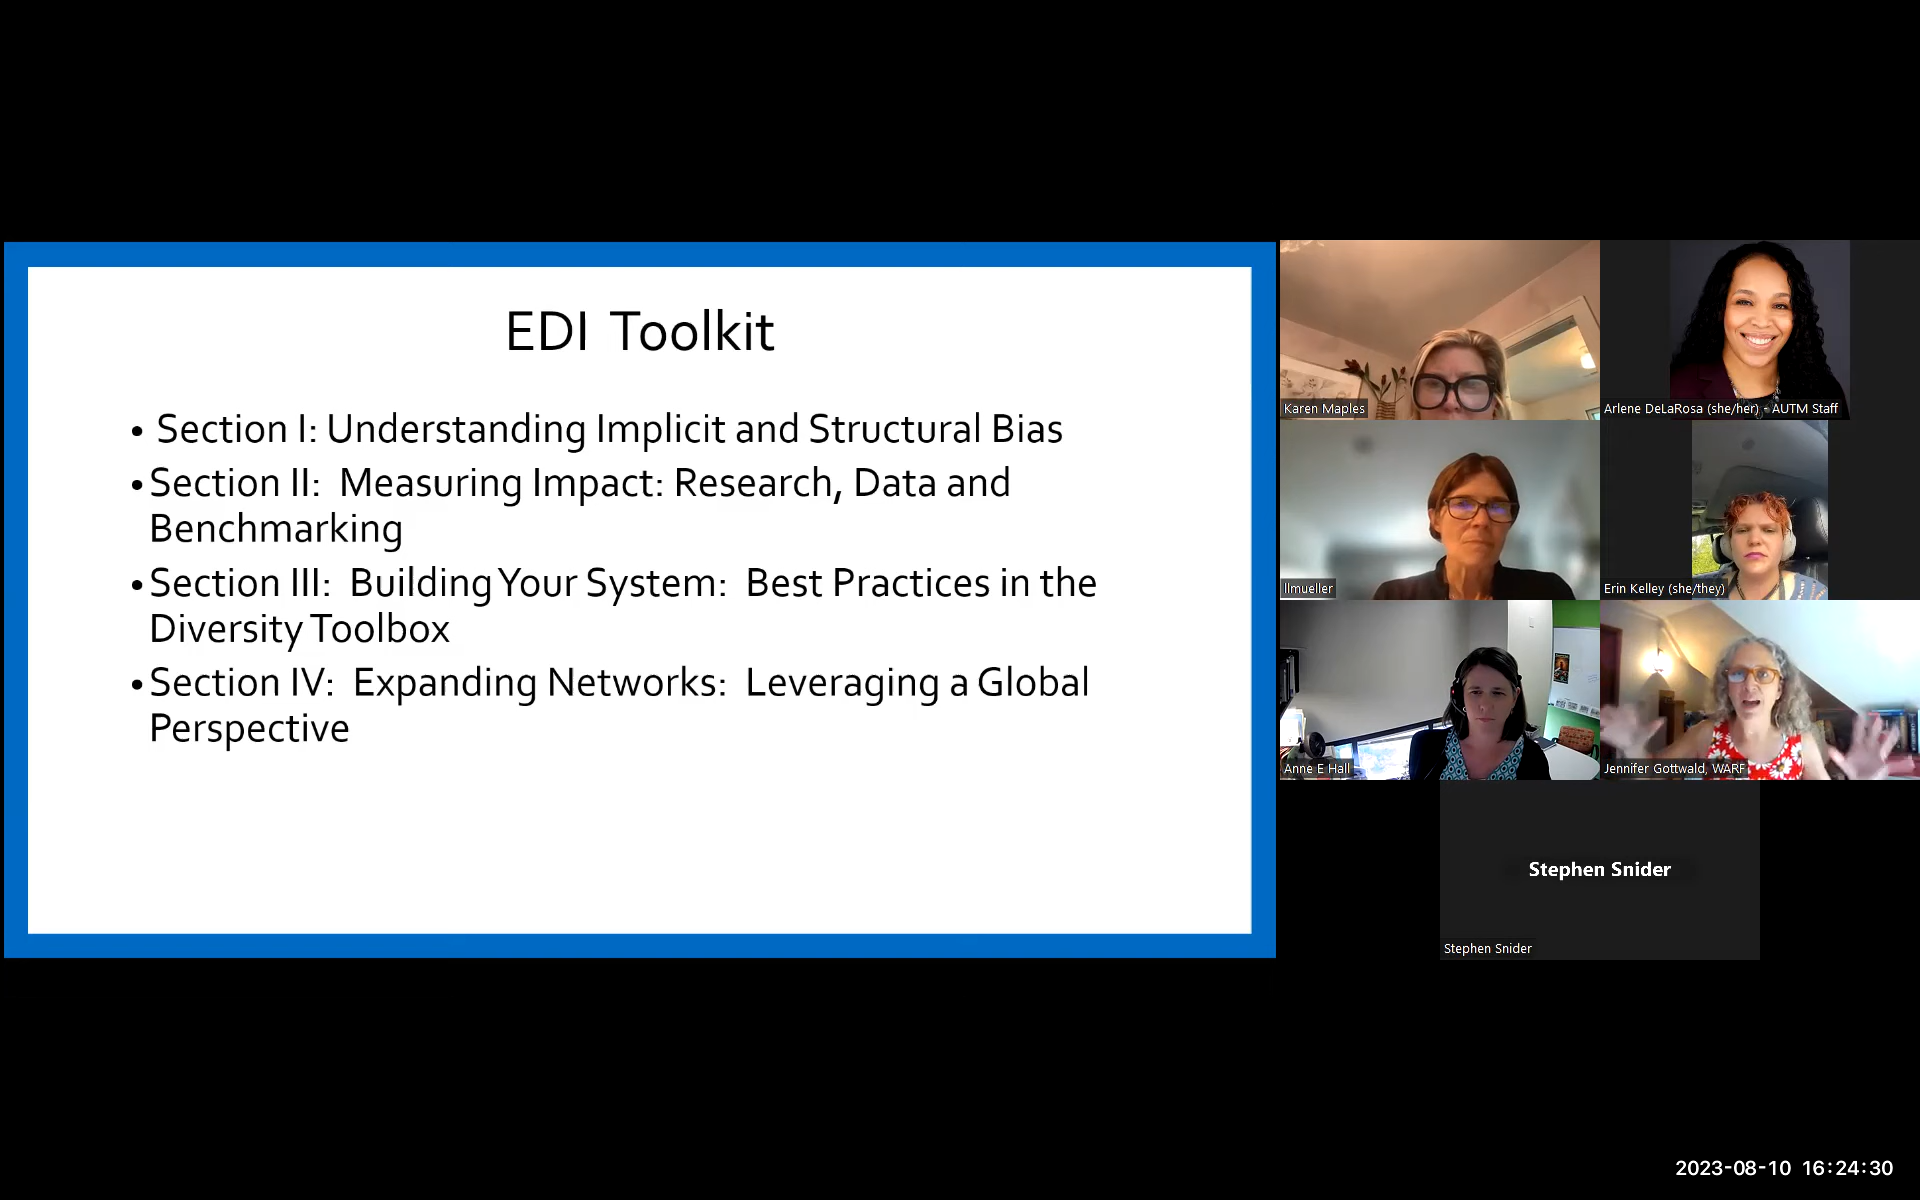 EDI Toolkit
• Section I: Understanding Implicit and Structural Bias
• Section II: Measuring Impact: Research, Data and
Benchmarking
• Section III: Building Your System: Best Practices in the
Diversity Toolbox
• Section IV: Expanding Networks: Leveraging a Global
Perspective
Karen Maples
Arlene DeLaRosa (she/her) - AUTM Staff
llmueller
Erin Kelley (she/they)
Anne E Hall
Jennifer Gottwald, WARF
Stephen Snider
Stephen Snider
2023-08-10 16:24:30